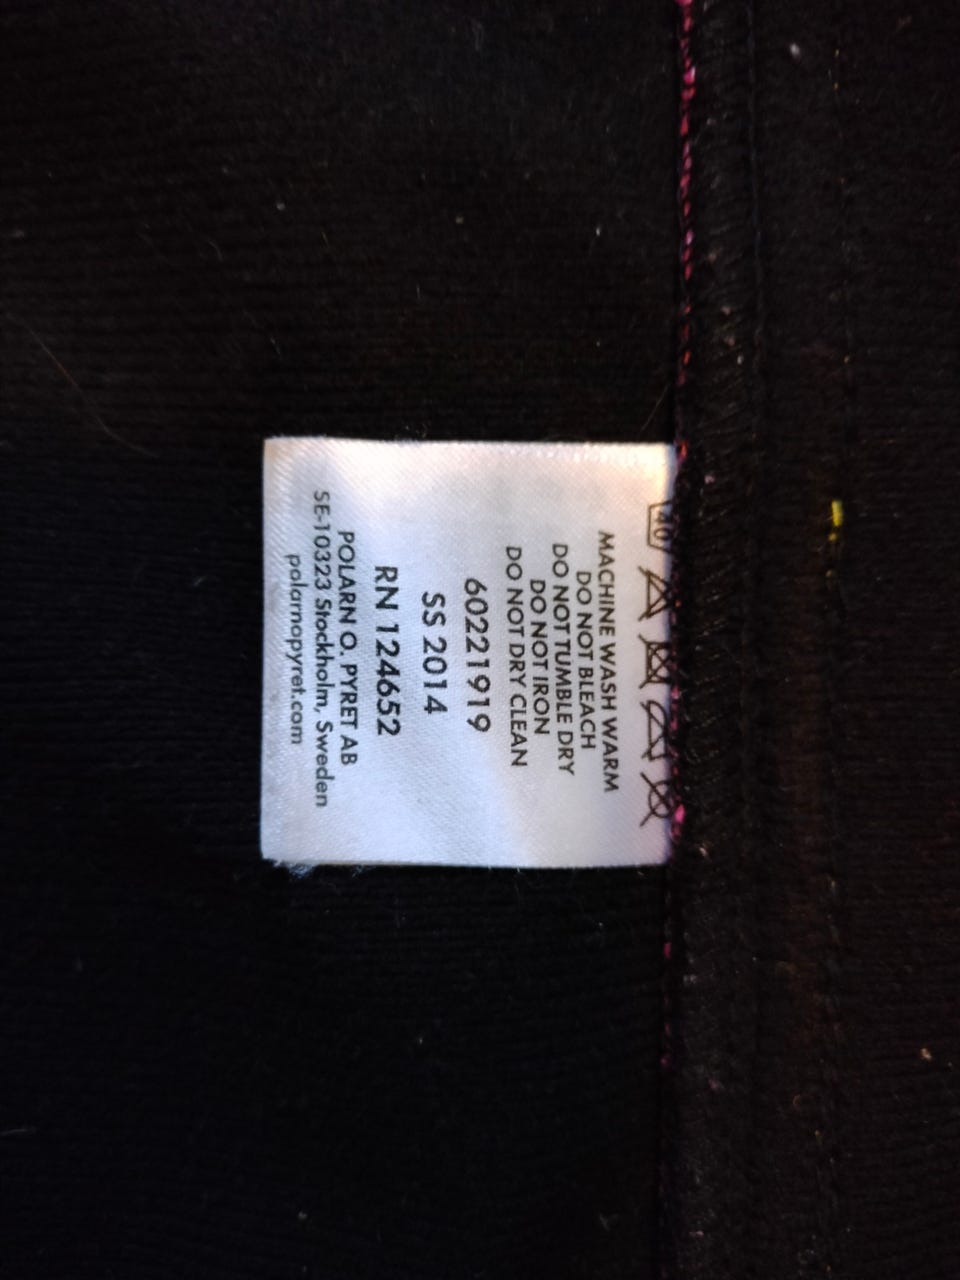 40
MACHINE WASH WARM
DO NOT BLEACH
DO NOT TUMBLE DRY
DO NOT IRON
DO NOT DRY CLEAN
60221919
SS 2014
RN 124652
POLARN O. PYRET AB
SE-10323 Stockholm, Sweden
polarnopyret.com